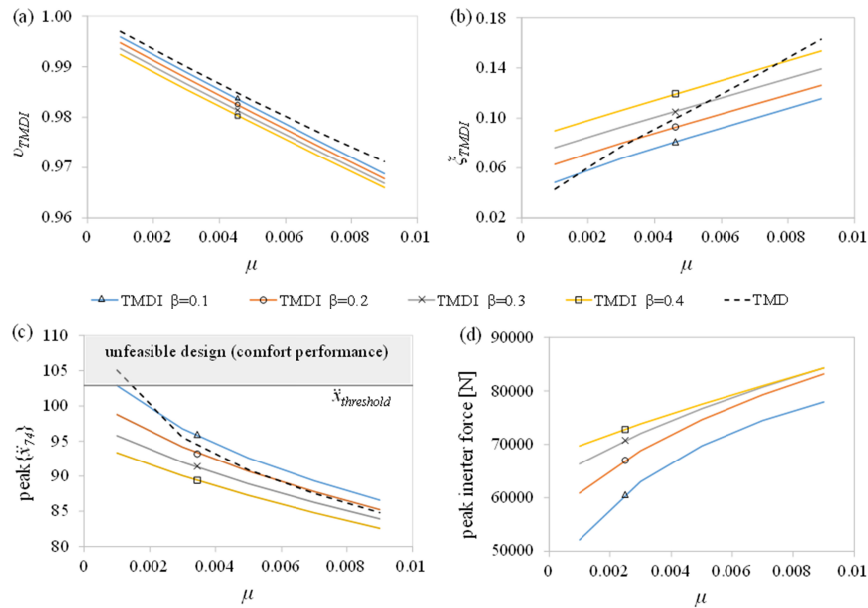 (a)
(b)
1.00
0.99
0.98
0.97
0.96
υTMDI
0 0.002 0.004 0.006 0.008 0.01
μ
0.18
0.14
0.10
0.06
0.02
ξTMDI
0 0.002 0.004 0.006 0.008 0.01
μ
TMDI β=0.1 TMDI β=0.2 TMDI β=0.3 TMDI β=0.4 TMD
(c)
(d)
110
105
100
95
90
85
80
peak{ẍ74}
unfeasible design (comfort performance)
ẍthreshold
0 0.002 0.004 0.006 0.008 0.01
μ
90000
80000
70000
60000
50000
peak inerter force [N]
0 0.002 0.004 0.006 0.008 0.01
μ